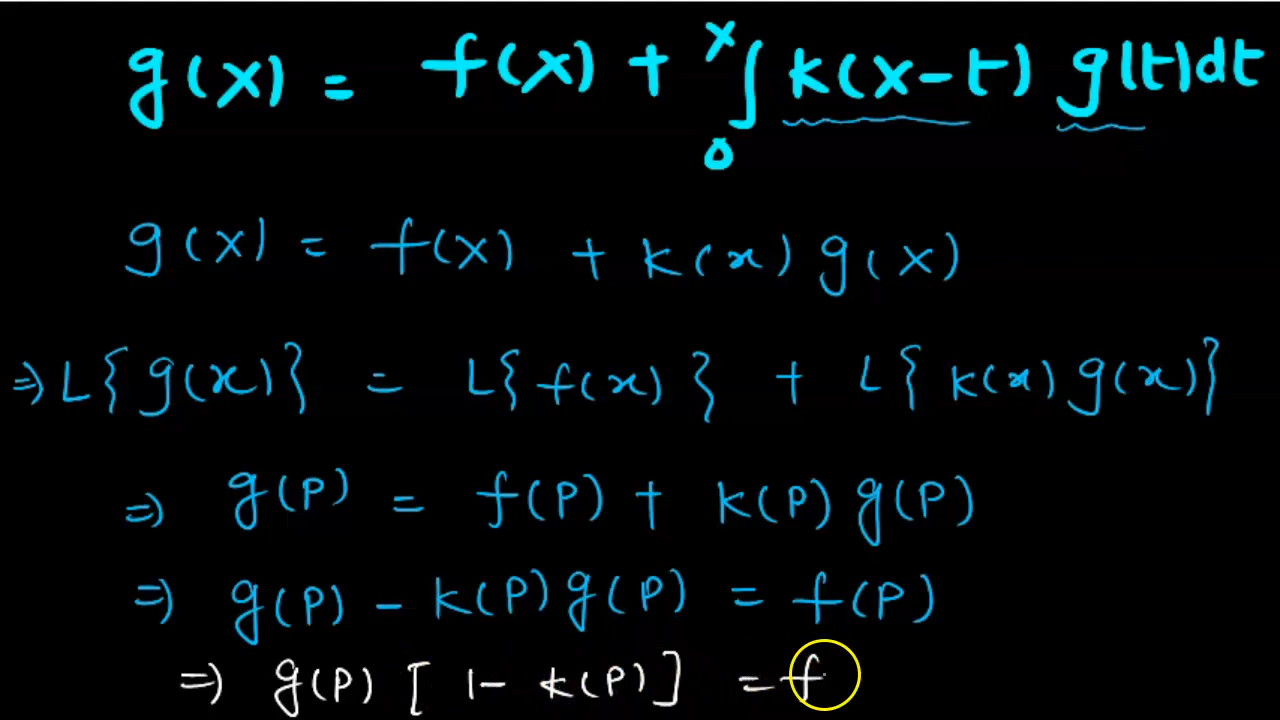 g(x) = f(x) + ∫₀ˣ k(x-t) g(t)dt
g(x) = f(x) + k(x) g(x)
⇒ L{g(x)} = L{f(x)} + L{k(x) g(x)}
⇒ g(P) = f(P) + k(P) g(P)
⇒ g(P) - k(P) g(P) = f(P)
⇒ g(P) [1 - k(P)] = f